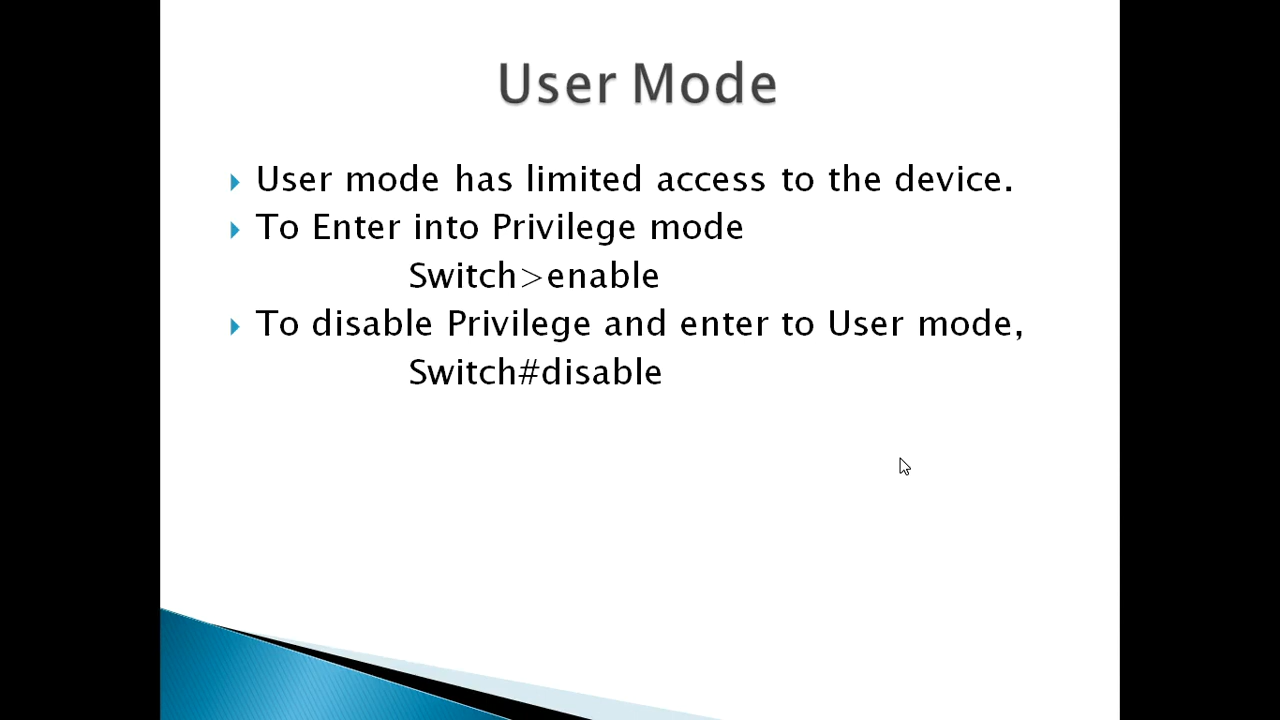 User Mode
User mode has limited access to the device.
To Enter into Privilege mode
Switch>enable
To disable Privilege and enter to User mode,
Switch#disable